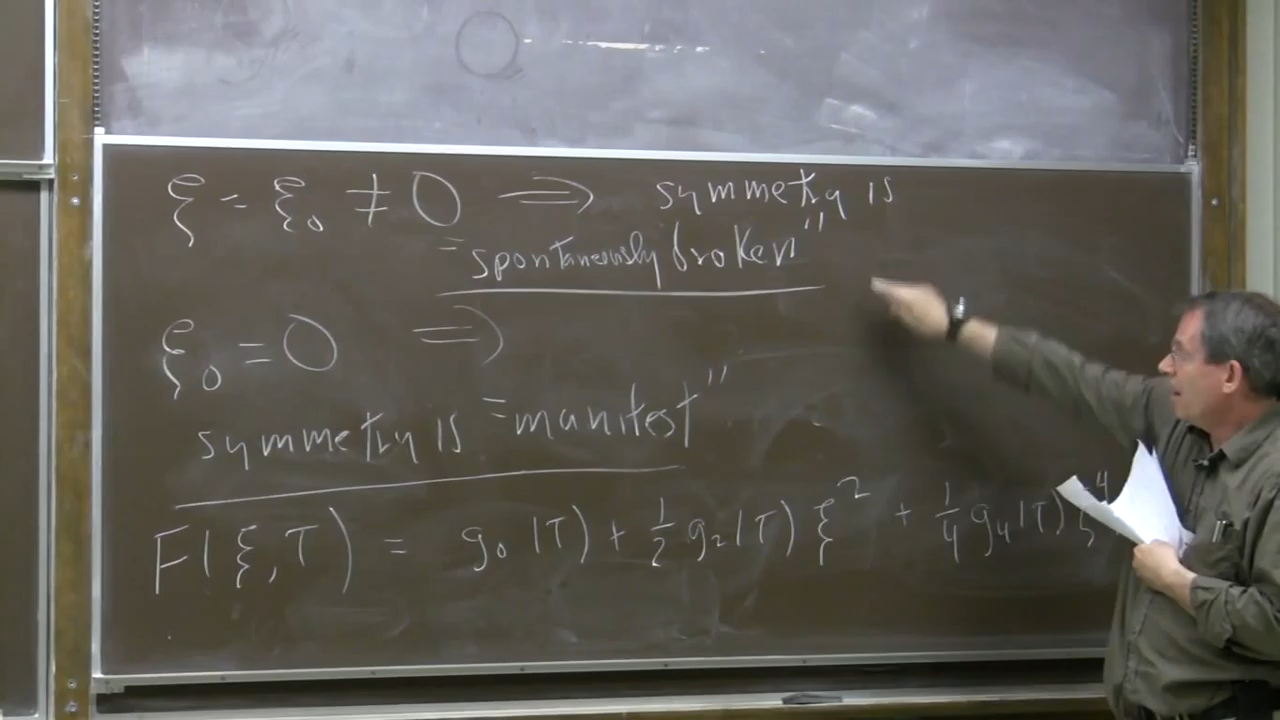 ξ = ξ₀ ≠ 0 ⟹ symmetry is
"spontaneously broken"
ξ₀ = 0 ⟹
symmetry is "manifest"
F(ξ,T) = g₀(T) + 1/2 g₂(T) ξ² + 1/4 g₄(T) ξ⁴